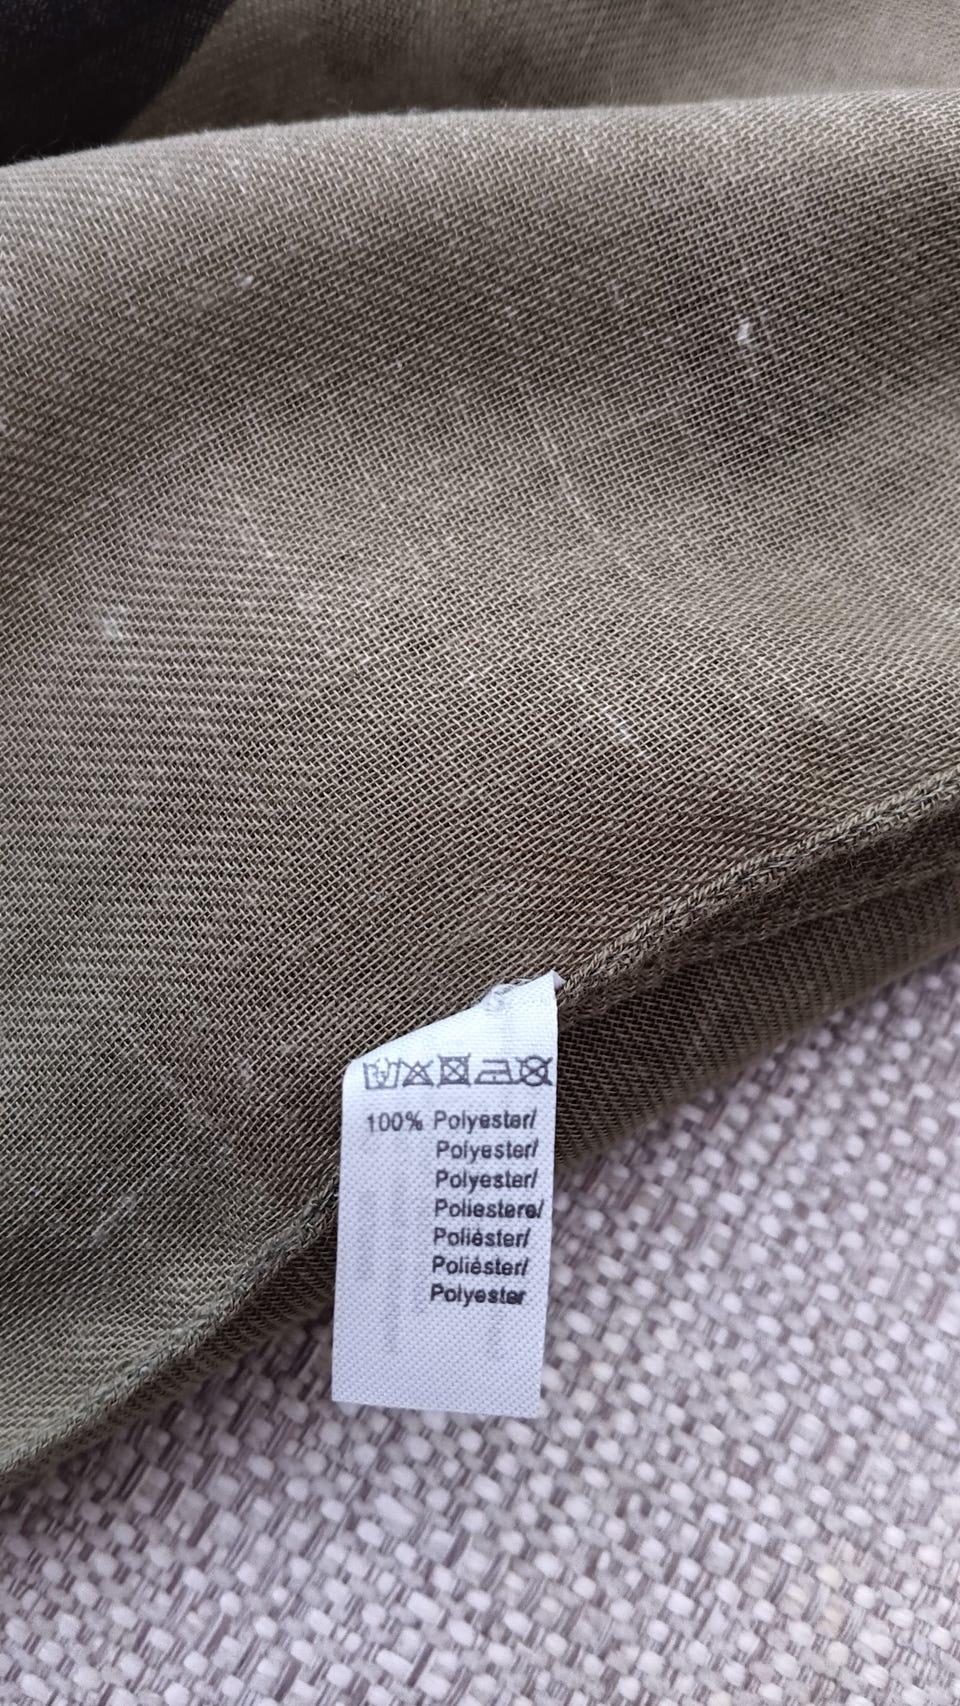 100% Polyester/
Polyester/
Polyester/
Poliestere/
Poliéster/
Poliéster/
Polyester